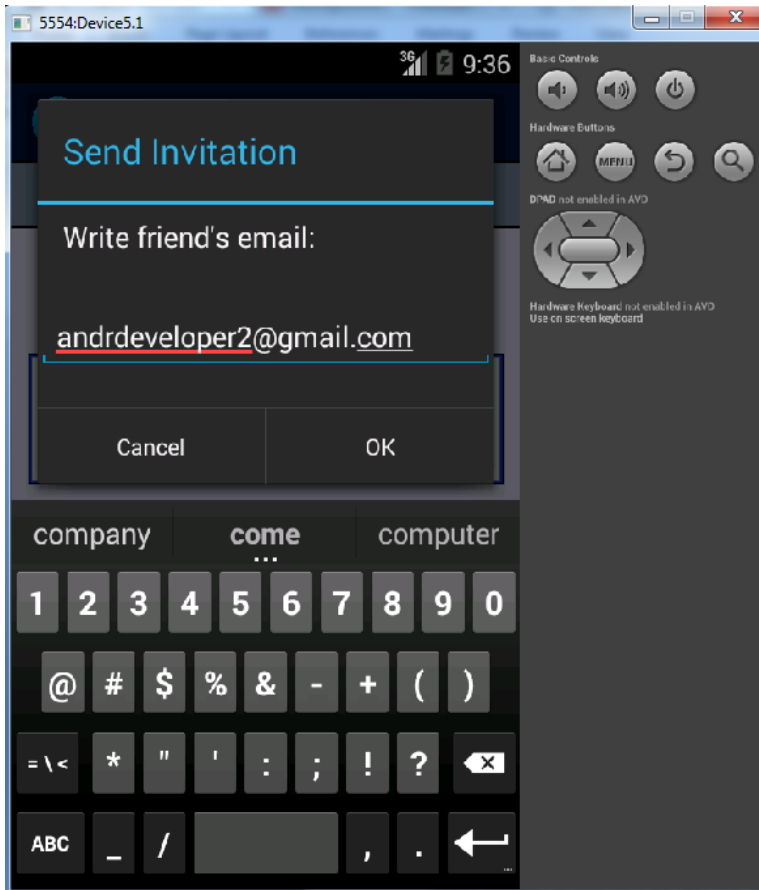 5554:Device5.1
3G 9:36
Send Invitation
Write friend's email:
andrdeveloper2@gmail.com
Cancel OK
company come computer
...
1 2 3 4 5 6 7 8 9 0
@ # $ % & - + ( )
= \ < * " ' : ; ! ?
ABC _ / , .
...
Basic Controls
Hardware Buttons
MENU
DPAD not enabled in AVD
Hardware Keyboard not enabled in AVD
Use on screen keyboard